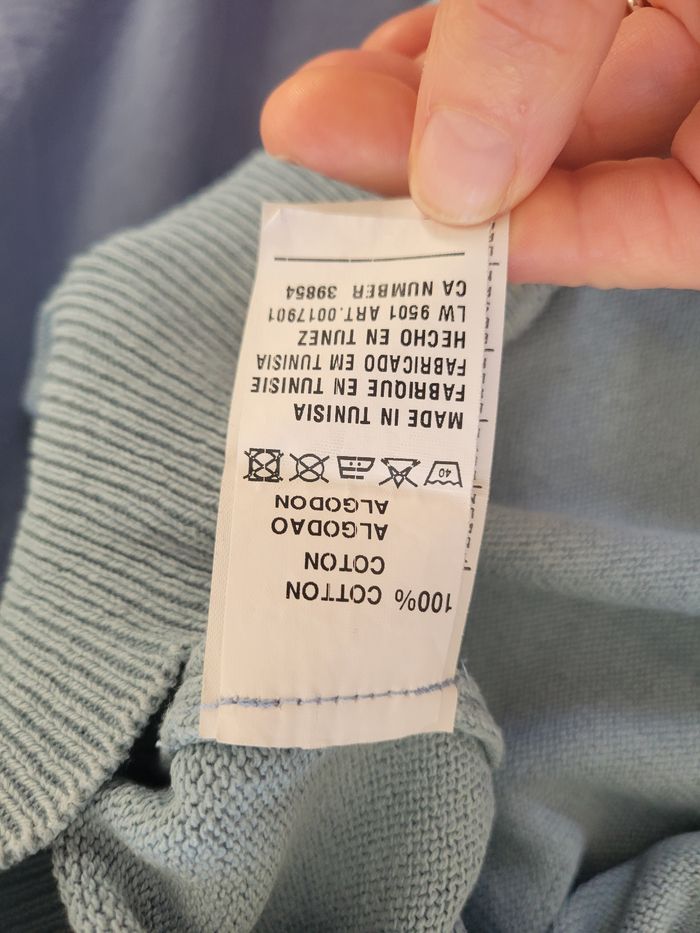 100% COTTON
COTON
ALGODAO
ALGODON
40
MADE IN TUNISIA
FABRIQUE EN TUNISIE
FABRICADO EM TUNISIA
HECHO EN TUNEZ
LW 9501 ART.0017901
CA NUMBER 39854